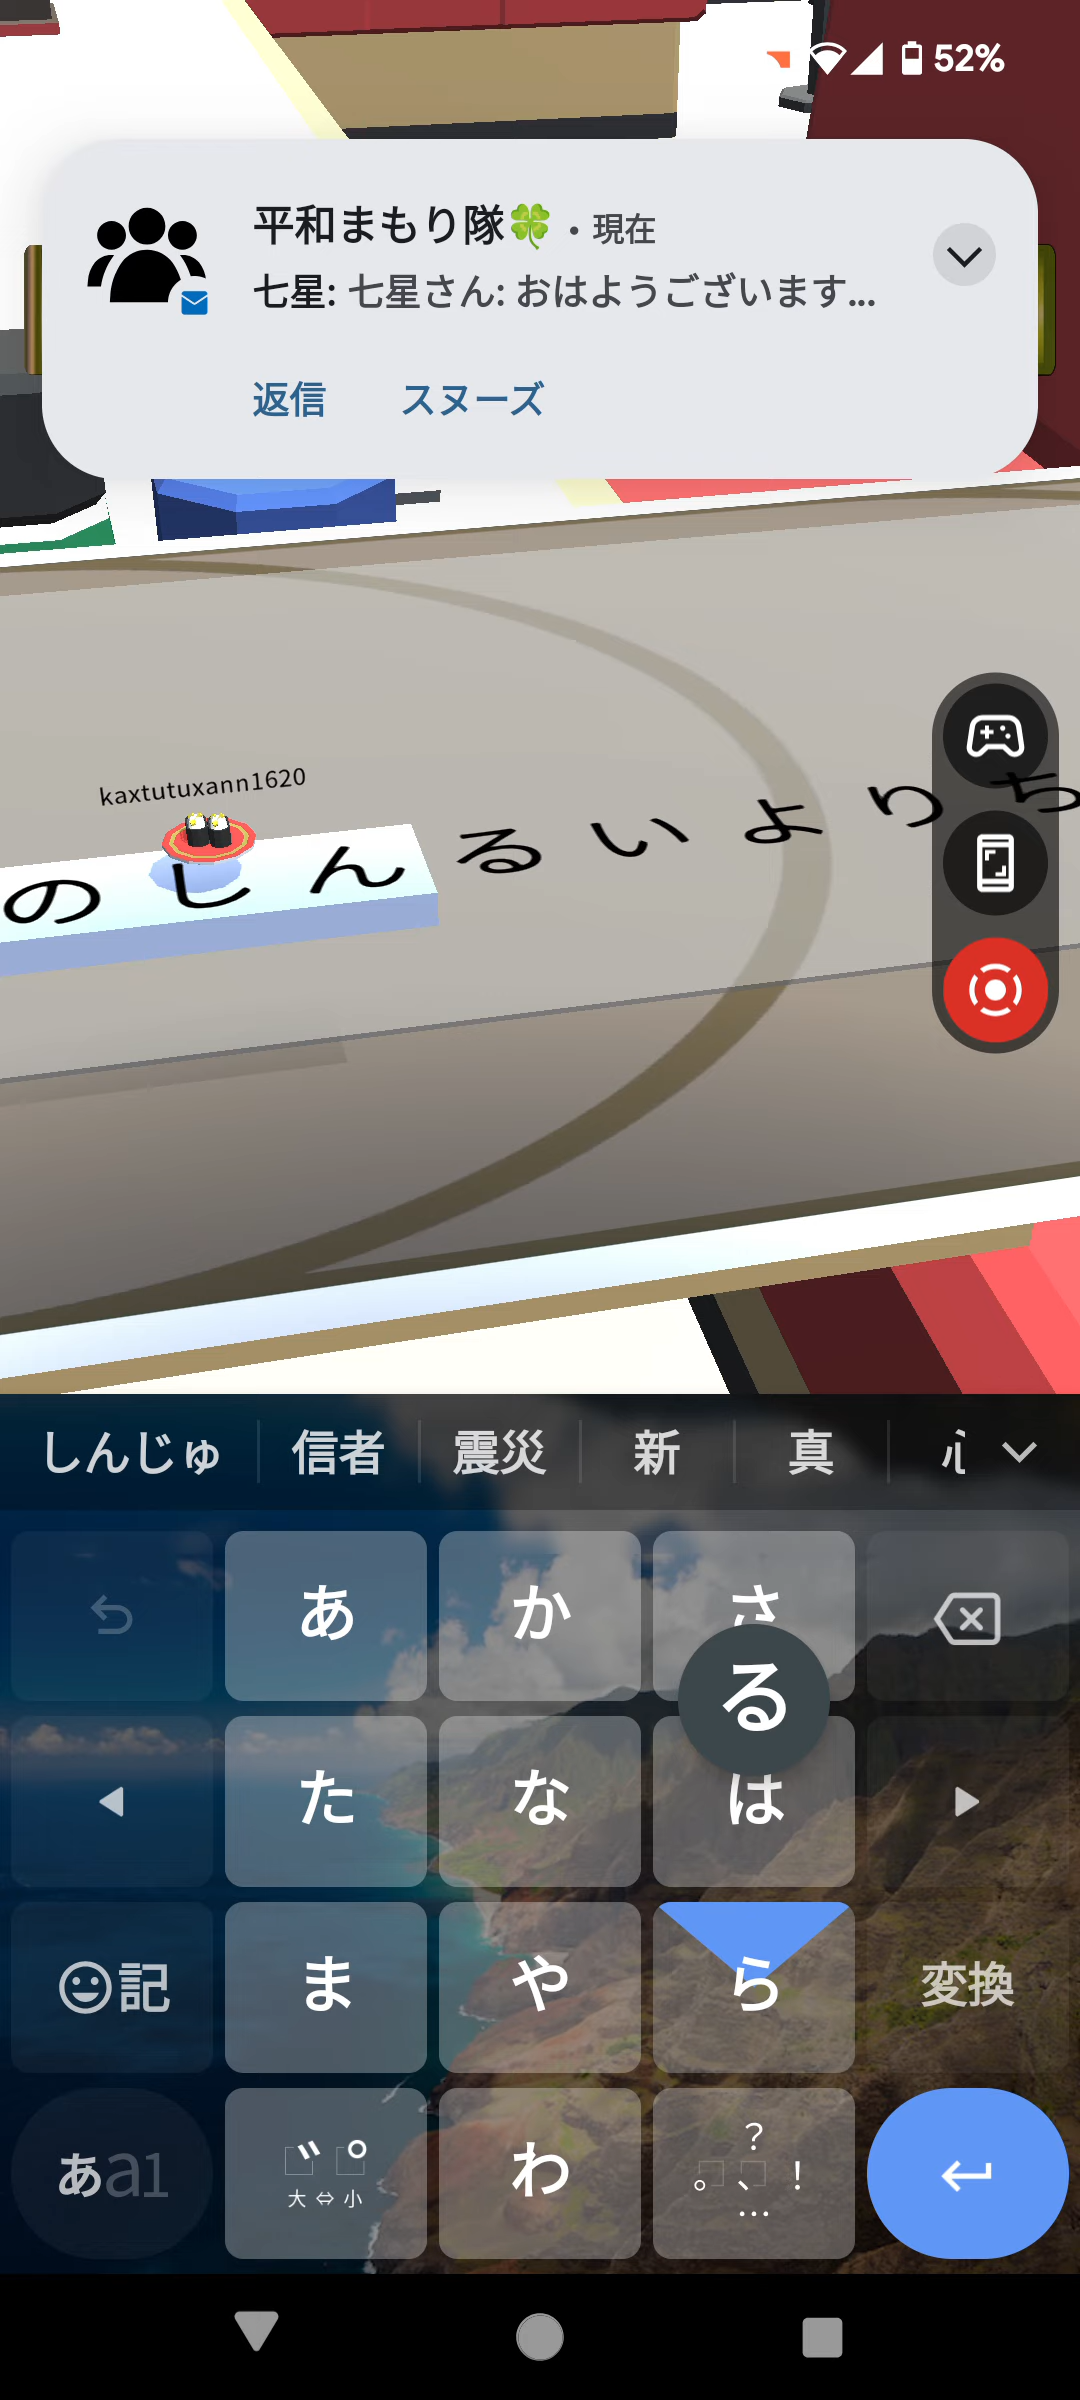 52%
平和まもり隊🍀・現在
七星: 七星さん: おはようございます…
返信 スヌーズ
kaxtutuxann1620
のしんるいよりち
しんじゅ 信者 震災 新 真
あ か さ
る
た な は
☺記 ま や ら 変換
あa1 大⇔小 わ 。?、!…